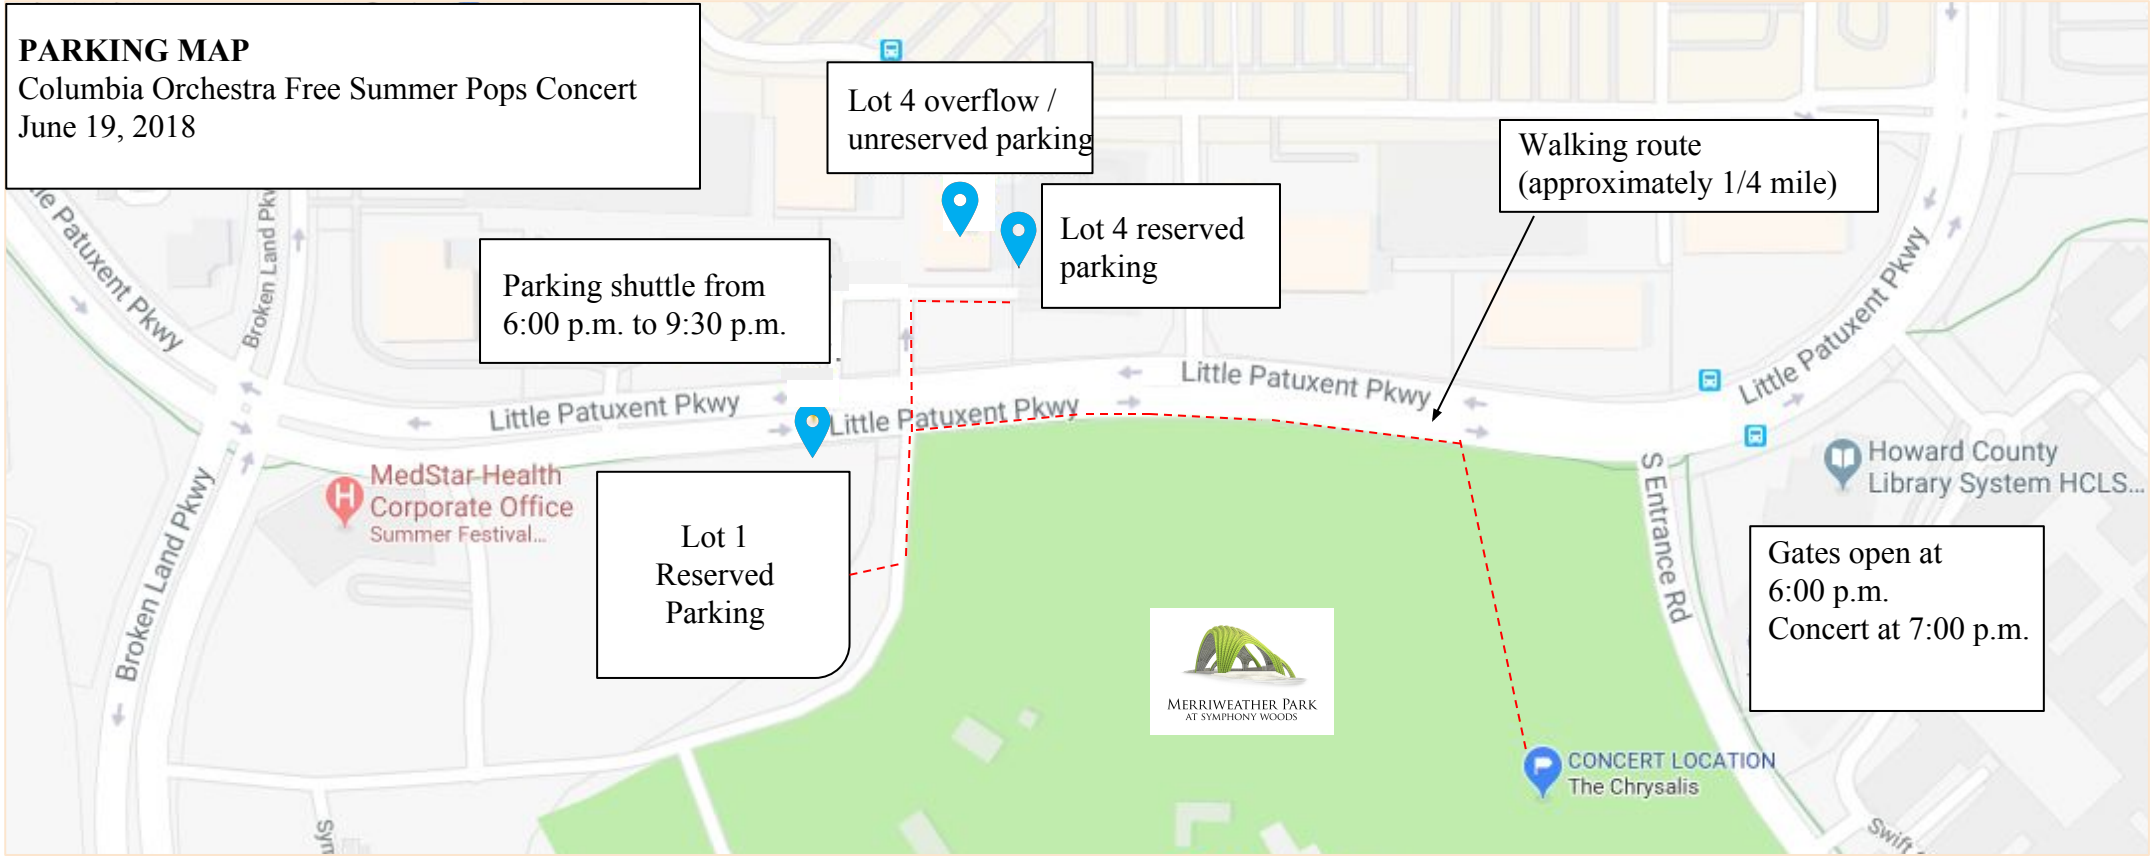 PARKING MAP
Columbia Orchestra Free Summer Pops Concert
June 19, 2018
Lot 4 overflow /
unreserved parking
Walking route
(approximately 1/4 mile)
Lot 4 reserved
parking
Parking shuttle from
6:00 p.m. to 9:30 p.m.
Patuxent Pkwy
Broken Land
Little Patuxent Pkwy
Little Patuxent Pkwy
Little Patuxent Pkwy
Little Patuxent Pkwy
Broken Land Pkwy
MedStar Health
Corporate Office
Summer Festival...
Howard County
Library System HCLS...
S Entrance Rd
Lot 1
Reserved
Parking
Gates open at
6:00 p.m.
Concert at 7:00 p.m.
MERRIWEATHER PARK
AT SYMPHONY WOODS
CONCERT LOCATION
The Chrysalis
Swift